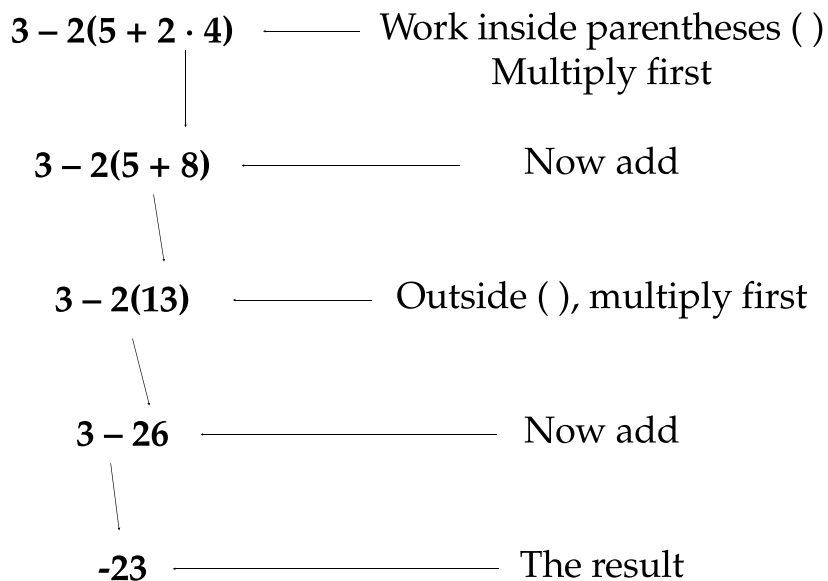 3 – 2(5 + 2 · 4) Work inside parentheses ( )
Multiply first
3 – 2(5 + 8) Now add
3 – 2(13) Outside ( ), multiply first
3 – 26 Now add
-23 The result